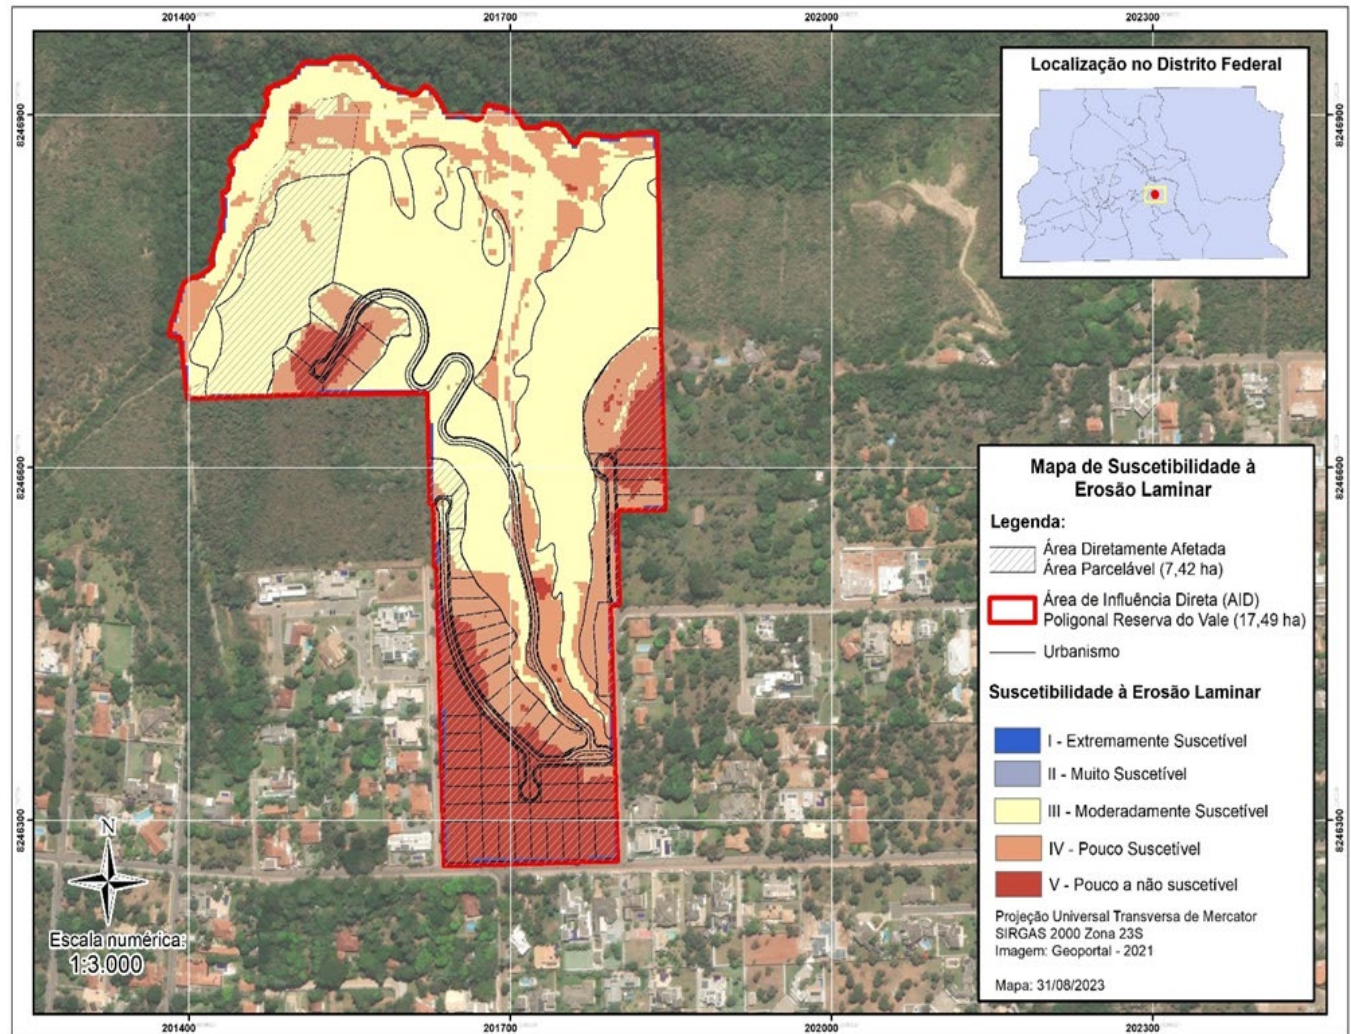 201400
201700
202000
202300
8246900
8246900
Localização no Distrito Federal
8246600
8246600
Mapa de Suscetibilidade à
Erosão Laminar
Legenda:
Área Diretamente Afetada
Área Parcelável (7,42 ha)
Área de Influência Direta (AID)
Poligonal Reserva do Vale (17,49 ha)
Urbanismo
Suscetibilidade à Erosão Laminar
I - Extremamente Suscetível
II - Muito Suscetível
III - Moderadamente Suscetível
IV - Pouco Suscetível
V - Pouco a não suscetível
Projeção Universal Transversa de Mercator
SIRGAS 2000 Zona 23S
Imagem: Geoportal - 2021
Mapa: 31/08/2023
8246300
8246300
N
Escala numérica:
1:3.000
201400
201700
202000
202300